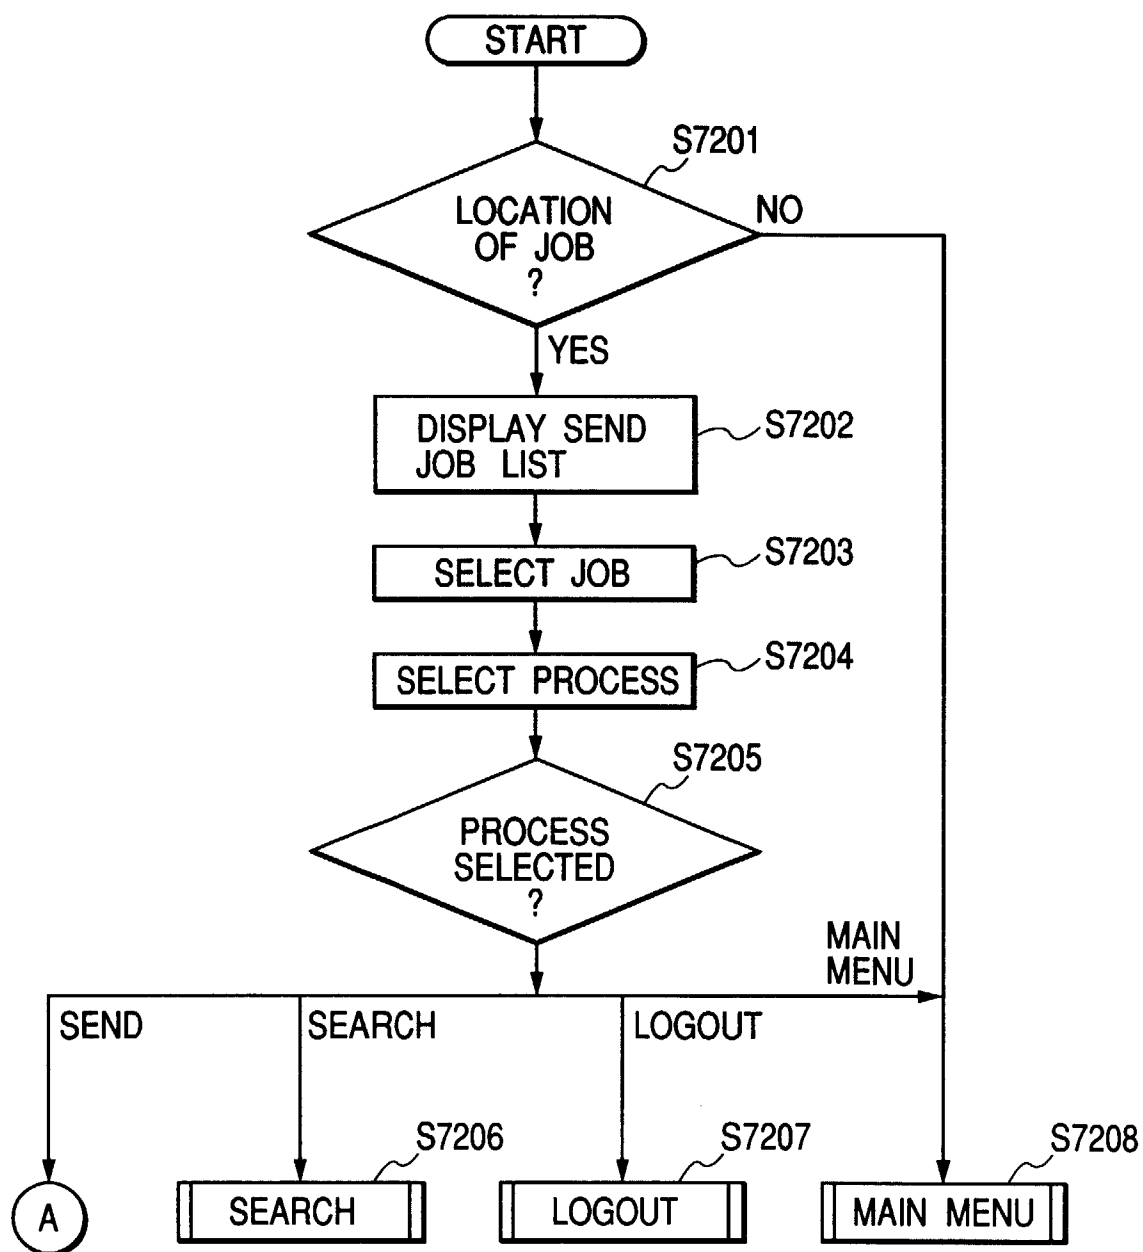 START
S7201
LOCATION
OF JOB
?
NO
YES
DISPLAY SEND
JOB LIST
S7202
SELECT JOB
S7203
SELECT PROCESS
S7204
S7205
PROCESS
SELECTED
?
MAIN
MENU
SEND
SEARCH
LOGOUT
S7206
S7207
S7208
A
SEARCH
LOGOUT
MAIN MENU